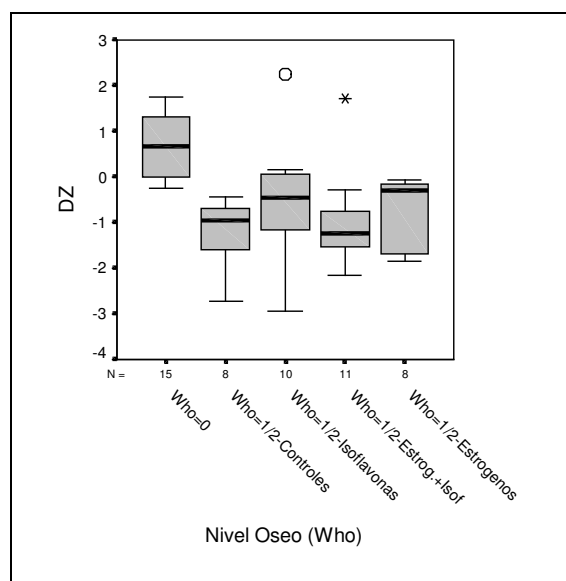 3
2
1
0
-1
-2
-3
-4
DZ
N = 15 8 10 11 8
Who=0
Who=1/2-Controles
Who=1/2-Isoflavonas
Who=1/2-Estrog.+Isof
Who=1/2-Estrogenos
Nivel Oseo (Who)